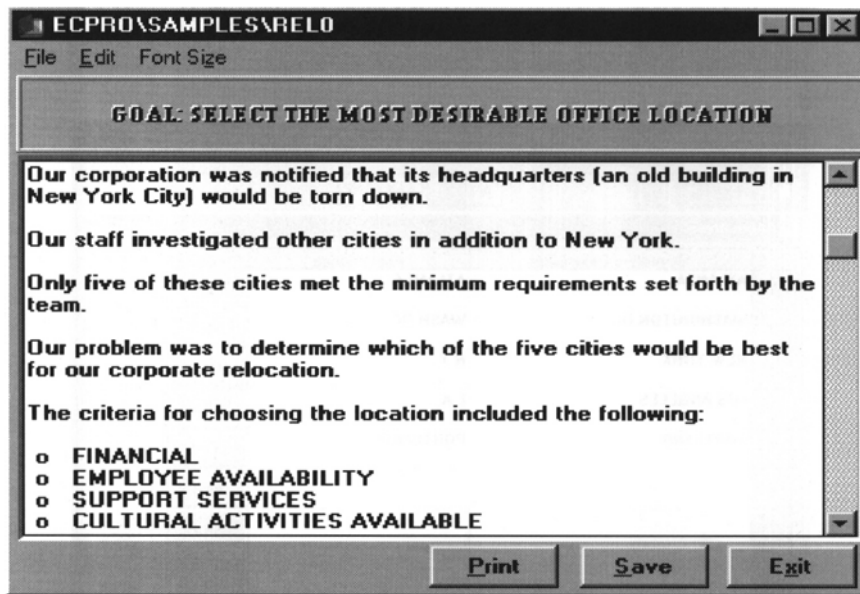 ECPRO\SAMPLES\REL0
File Edit Font Size
GOAL: SELECT THE MOST DESIRABLE OFFICE LOCATION
Our corporation was notified that its headquarters (an old building in
New York City) would be torn down.
Our staff investigated other cities in addition to New York.
Only five of these cities met the minimum requirements set forth by the
team.
Our problem was to determine which of the five cities would be best
for our corporate relocation.
The criteria for choosing the location included the following:
o FINANCIAL
o EMPLOYEE AVAILABILITY
o SUPPORT SERVICES
o CULTURAL ACTIVITIES AVAILABLE
Print Save Exit